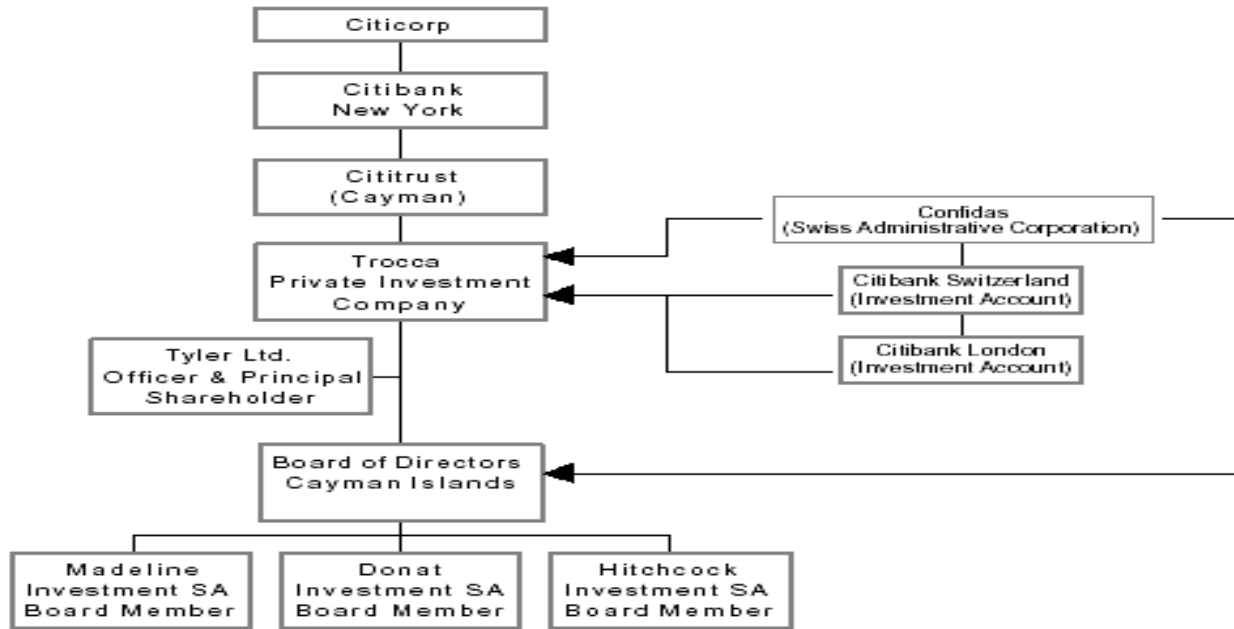 Citicorp
Citibank
New York
Cititrust
(Cayman)
Confidas
(Swiss Administrative Corporation)
Trocca
Private Investment
Company
Citibank Switzerland
(Investment Account)
Tyler Ltd.
Officer & Principal
Shareholder
Citibank London
(Investment Account)
Board of Directors
Cayman Islands
Madeline
Investment SA
Board Member
Donat
Investment SA
Board Member
Hitchcock
Investment SA
Board Member